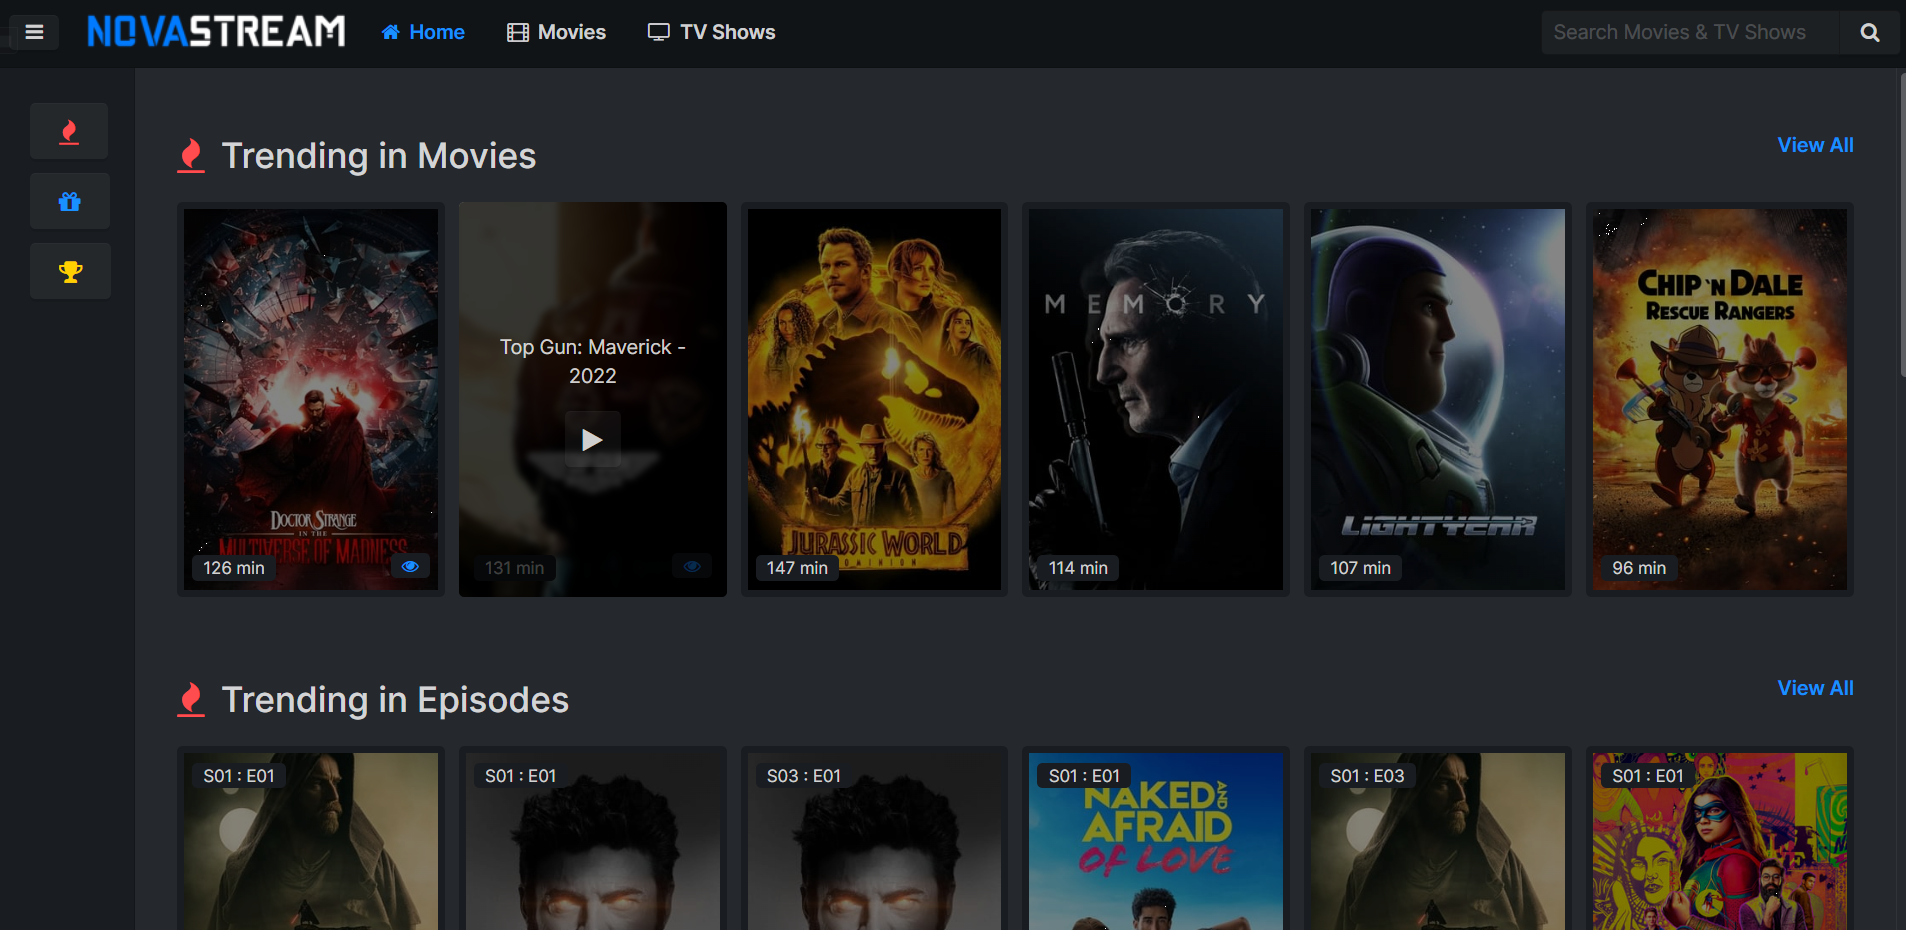 NOVASTREAM
Home
Movies
TV Shows
Search Movies & TV Shows
Trending in Movies
View All
DOCTOR STRANGE
IN THE
MULTIVERSE OF MADNESS
126 min
Top Gun: Maverick -
2022
131 min
JURASSIC WORLD
DOMINION
147 min
MEMORY
114 min
LIGHTYEAR
107 min
CHIP 'N DALE
RESCUE RANGERS
96 min
Trending in Episodes
View All
S01 : E01
S01 : E01
S03 : E01
S01 : E01
NAKED AND
AFRAID
OF LOVE
S01 : E03
S01 : E01